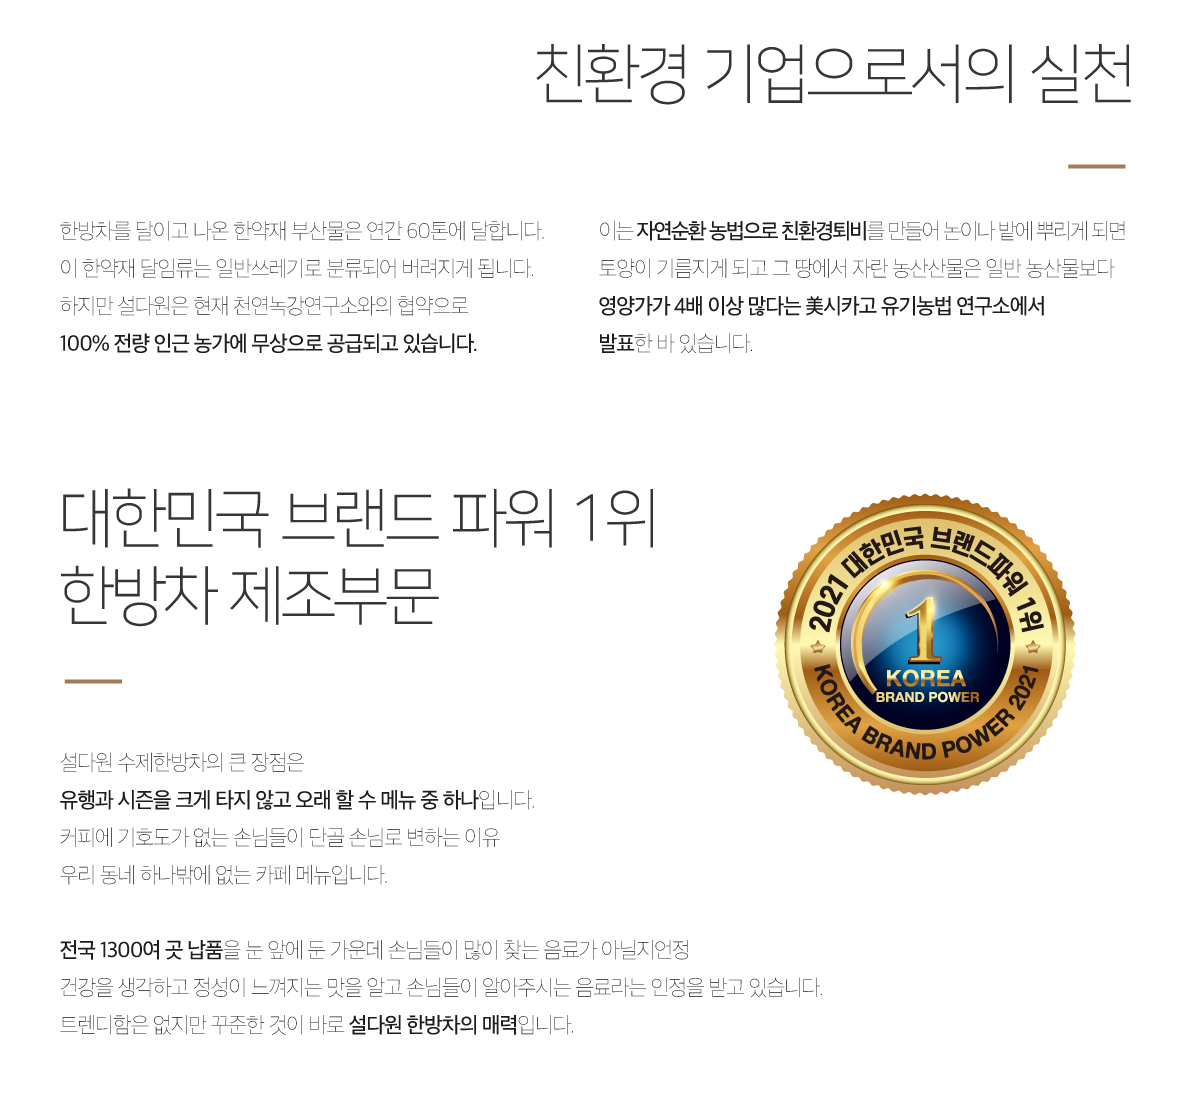 친환경 기업으로서의 실천
한방차를 달이고 나온 한약재 부산물은 연간 60톤에 달합니다.
이 한약재 달임류는 일반쓰레기로 분류되어 버려지게 됩니다.
하지만 설다원은 현재 천연녹강연구소와의 협약으로
100% 전량 인근 농가에 무상으로 공급되고 있습니다.
이는 자연순환 농법으로 친환경퇴비를 만들어 논이나 밭에 뿌리게 되면
토양이 기름지게 되고 그 땅에서 자란 농산산물은 일반 농산물보다
영양가가 4배 이상 많다는 美시카고 유기농법 연구소에서
발표한 바 있습니다.
대한민국 브랜드 파워 1위
한방차 제조부문
2021 대한민국 브랜드파워 1위
1
KOREA
BRAND POWER
KOREA BRAND POWER 2021
설다원 수제한방차의 큰 장점은
유행과 시즌을 크게 타지 않고 오래 할 수 메뉴 중 하나입니다.
커피에 기호도가 없는 손님들이 단골 손님로 변하는 이유
우리 동네 하나밖에 없는 카페 메뉴입니다.
전국 1300여 곳 납품을 눈 앞에 둔 가운데 손님들이 많이 찾는 음료가 아닐지언정
건강을 생각하고 정성이 느껴지는 맛을 알고 손님들이 알아주시는 음료라는 인정을 받고 있습니다.
트렌디함은 없지만 꾸준한 것이 바로 설다원 한방차의 매력입니다.